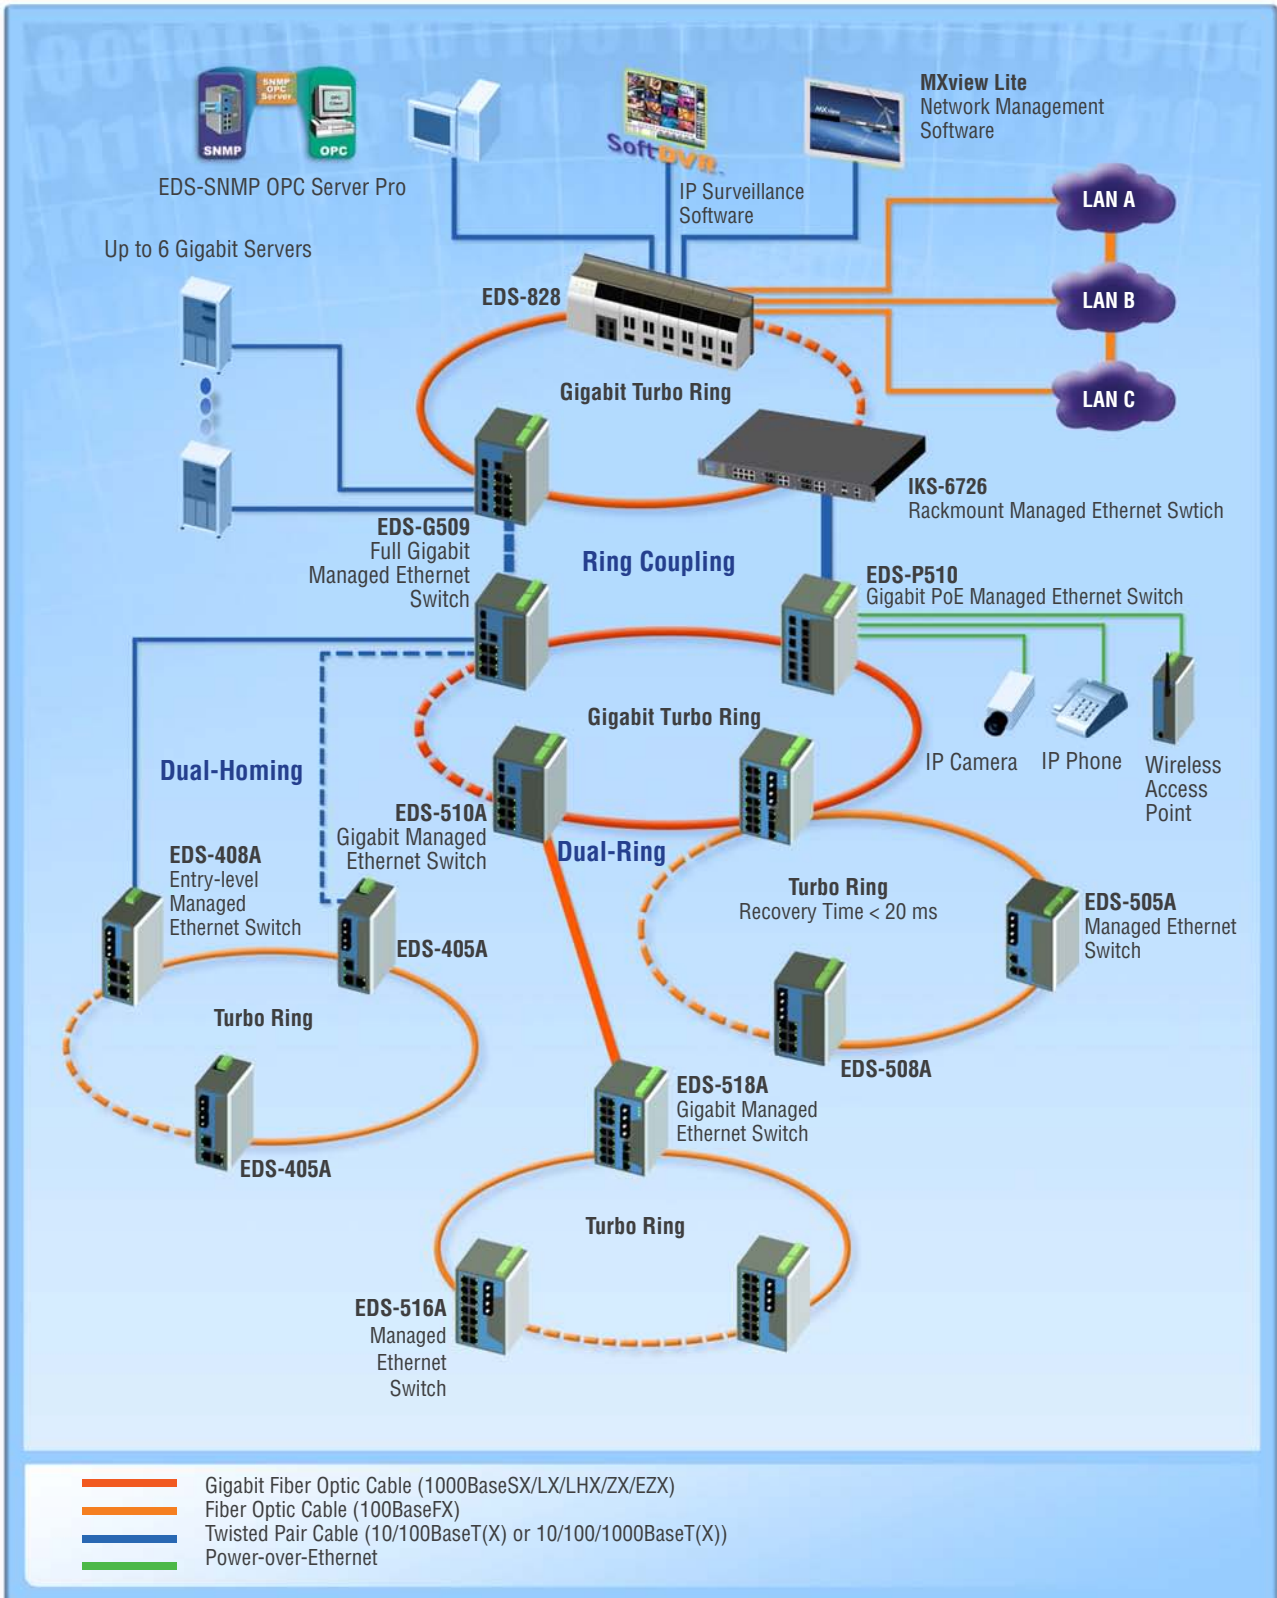 MXview Lite
Network Management
Software
SNMP
OPC
Server
OPC
Client
SNMP
OPC
MXview
SoftDVR
EDS-SNMP OPC Server Pro
IP Surveillance
Software
LAN A
Up to 6 Gigabit Servers
EDS-828
LAN B
Gigabit Turbo Ring
LAN C
IKS-6726
Rackmount Managed Ethernet Swtich
EDS-G509
Full Gigabit
Managed Ethernet
Switch
Ring Coupling
EDS-P510
Gigabit PoE Managed Ethernet Switch
Gigabit Turbo Ring
Dual-Homing
IP Camera
IP Phone
Wireless
Access
Point
EDS-510A
Gigabit Managed
Ethernet Switch
Dual-Ring
EDS-408A
Entry-level
Managed
Ethernet Switch
Turbo Ring
Recovery Time < 20 ms
EDS-505A
Managed Ethernet
Switch
EDS-405A
Turbo Ring
EDS-508A
EDS-518A
Gigabit Managed
Ethernet Switch
EDS-405A
Turbo Ring
EDS-516A
Managed
Ethernet
Switch
Gigabit Fiber Optic Cable (1000BaseSX/LX/LHX/ZX/EZX)
Fiber Optic Cable (100BaseFX)
Twisted Pair Cable (10/100BaseT(X) or 10/100/1000BaseT(X))
Power-over-Ethernet